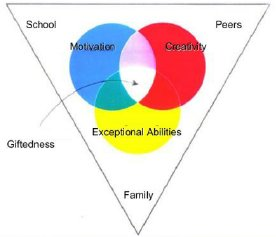 School
Peers
Motivation
Creativity
Exceptional Abilities
Giftedness
Family